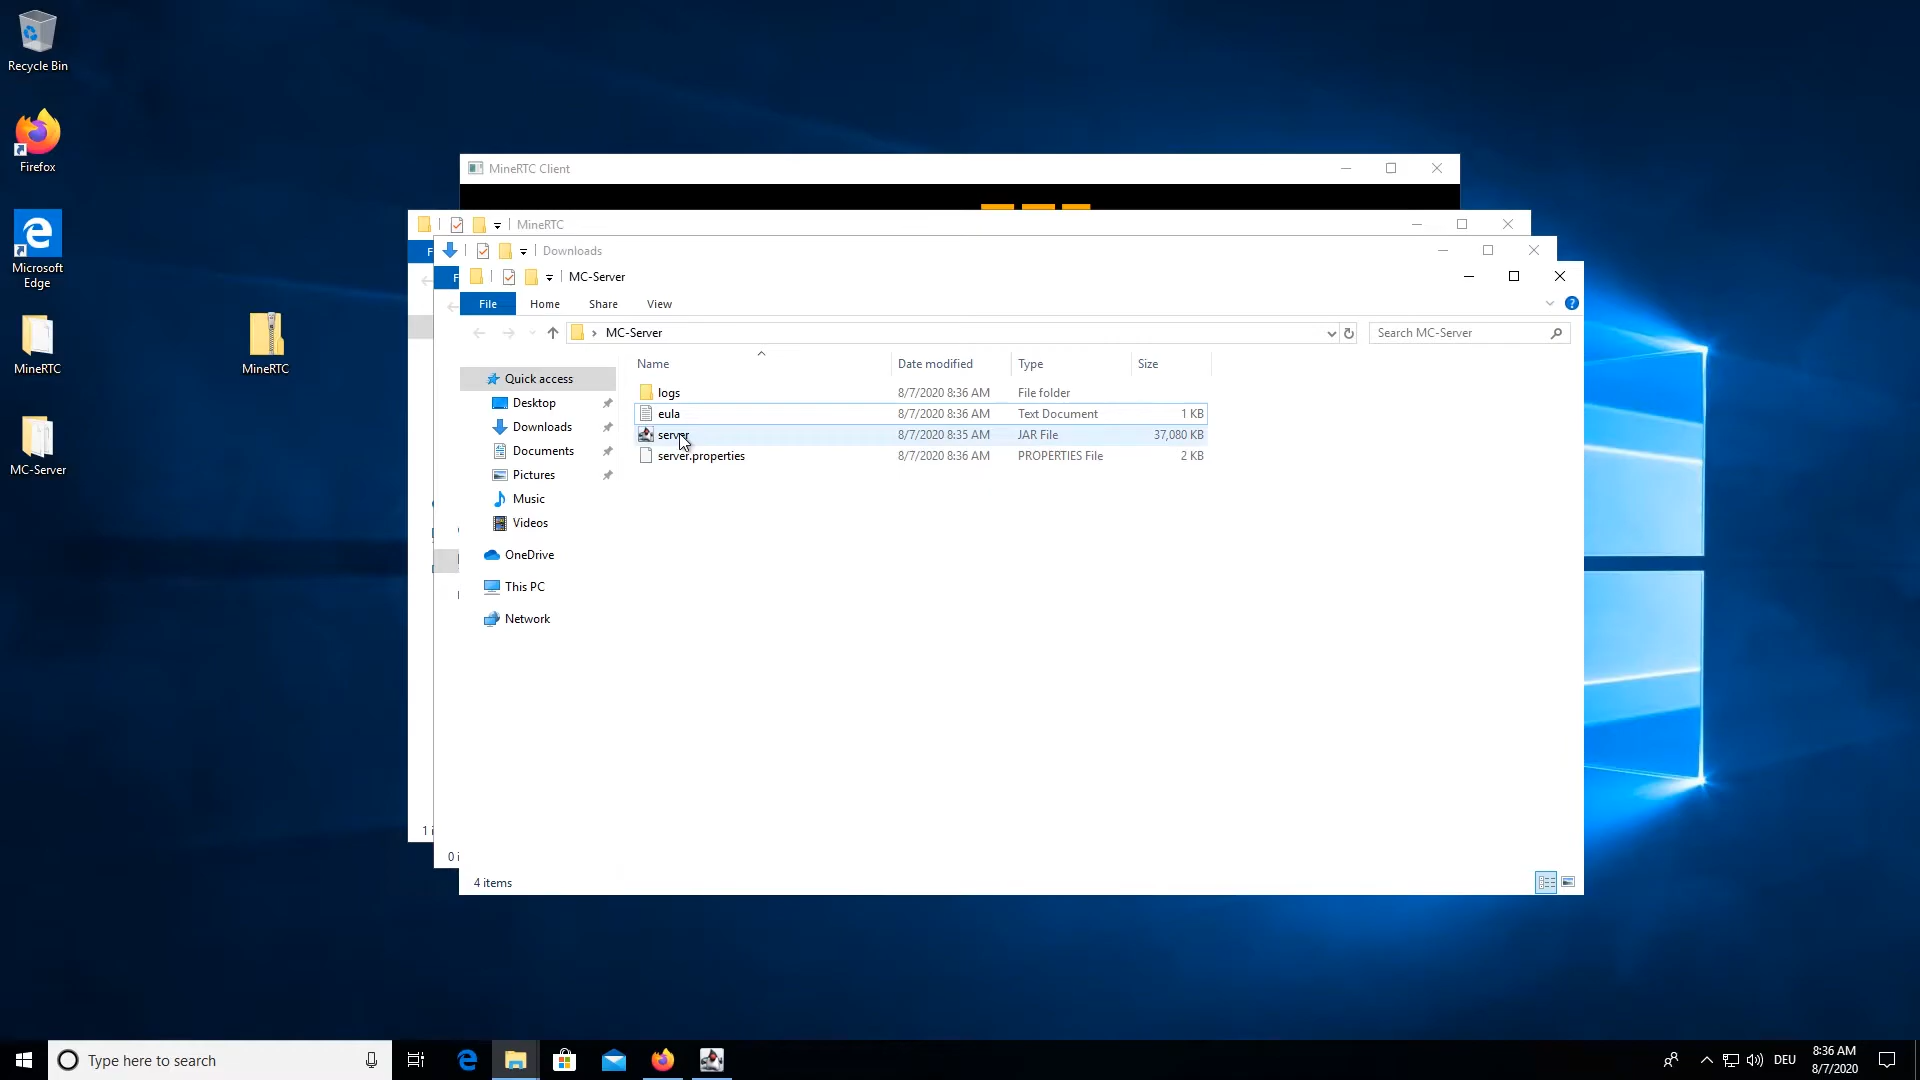 Recycle Bin
Firefox
Microsoft
Edge
MineRTC
MC-Server
MineRTC
MineRTC Client
MineRTC
Downloads
MC-Server
File
Home
Share
View
MC-Server
Search MC-Server
Name
Date modified
Type
Size
Quick access
Desktop
Downloads
Documents
Pictures
Music
Videos
OneDrive
This PC
Network
logs
8/7/2020 8:36 AM
File folder
eula
8/7/2020 8:36 AM
Text Document
1 KB
server
8/7/2020 8:35 AM
JAR File
37,080 KB
server.properties
8/7/2020 8:36 AM
PROPERTIES File
2 KB
1 i
0 i
4 items
Type here to search
DEU
8:36 AM
8/7/2020